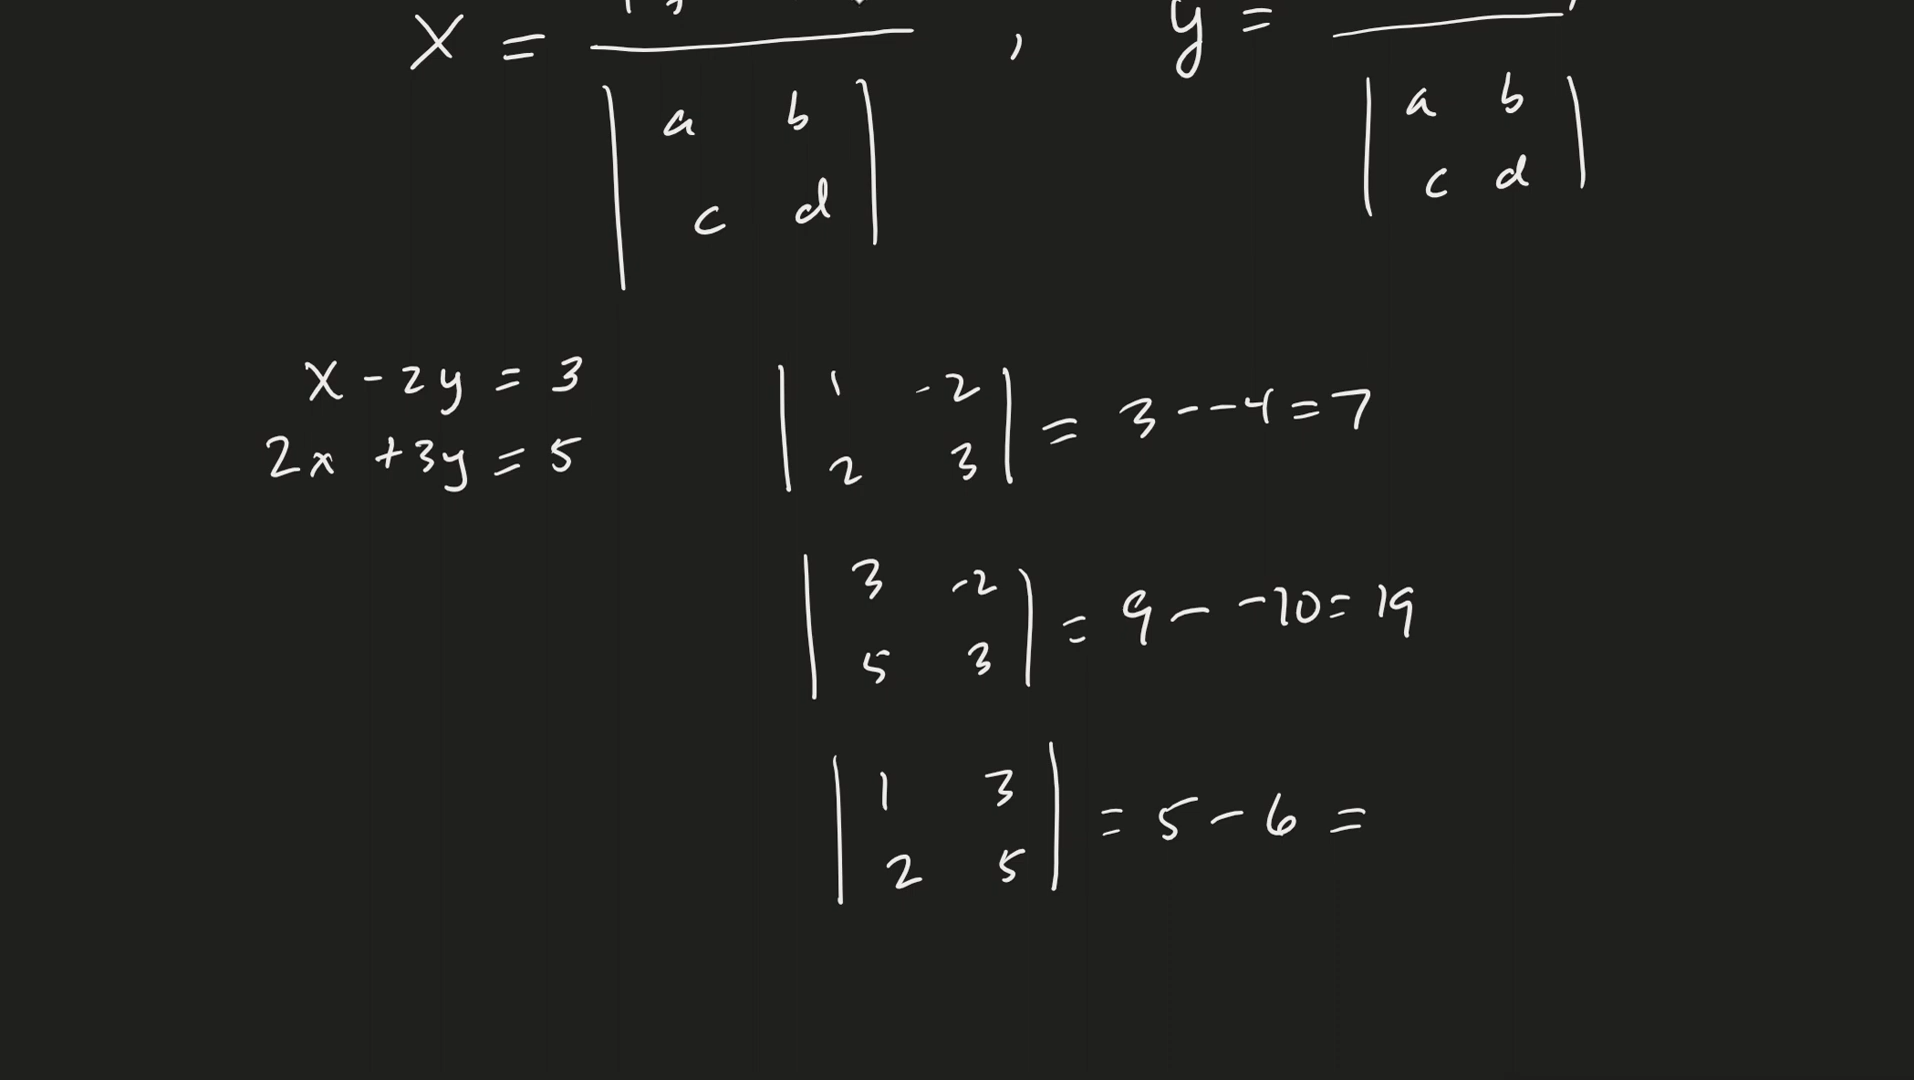 x = , y =
| a b | | a b |
| c d | | c d |
x - 2y = 3
2x + 3y = 5
| 1 -2 |
| 2 3 | = 3 - -4 = 7
| 3 -2 |
| 5 3 | = 9 - -10 = 19
| 1 3 |
| 2 5 | = 5 - 6 =